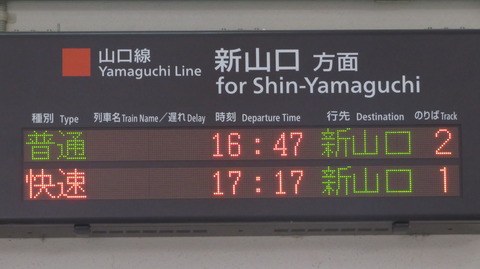 山口線 新山口 方面
Yamaguchi Line for Shin-Yamaguchi
種別 Type 列車名 Train Name/遅れ Delay 時刻 Departure Time 行先 Destination のりば Track
普通 16:47 新山口 2
快速 17:17 新山口 1